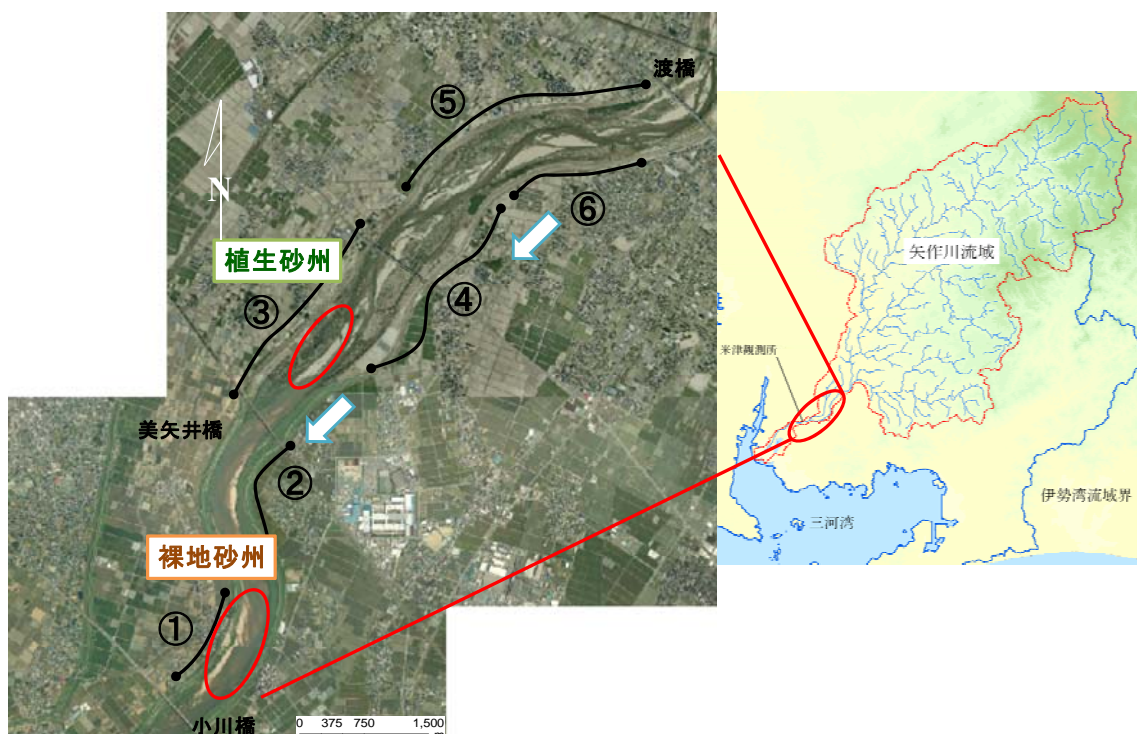 渡橋
⑤
N
⑥
植生砂州
④
③
美矢井橋
②
裸地砂州
①
小川橋
0 375 750 1,500
矢作川流域
米津観測所
伊勢湾流域界
三河湾